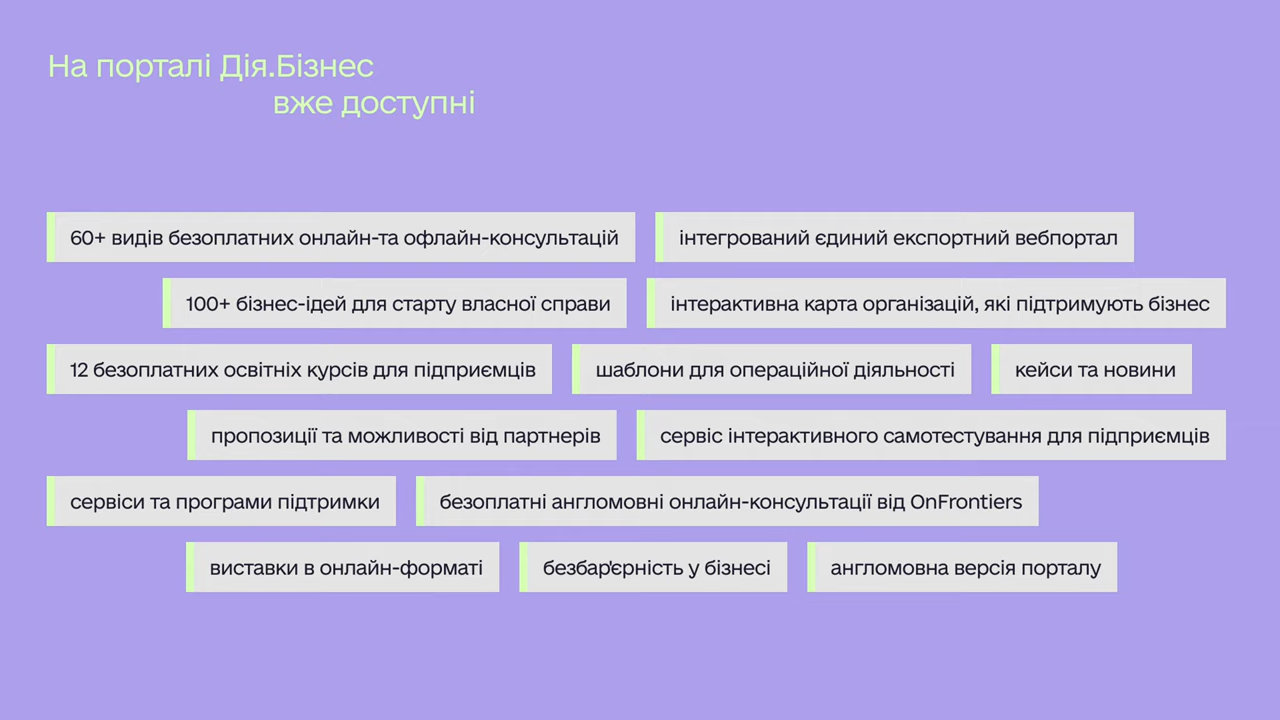 На порталі Дія.Бізнес
вже доступні
60+ видів безоплатних онлайн-та офлайн-консультацій
інтегрований єдиний експортний вебпортал
100+ бізнес-ідей для старту власної справи
інтерактивна карта організацій, які підтримують бізнес
12 безоплатних освітніх курсів для підприємців
шаблони для операційної діяльності
кейси та новини
пропозиції та можливості від партнерів
сервіс інтерактивного самотестування для підприємців
сервіси та програми підтримки
безоплатні англомовні онлайн-консультації від OnFrontiers
виставки в онлайн-форматі
безбар'єрність у бізнесі
англомовна версія порталу